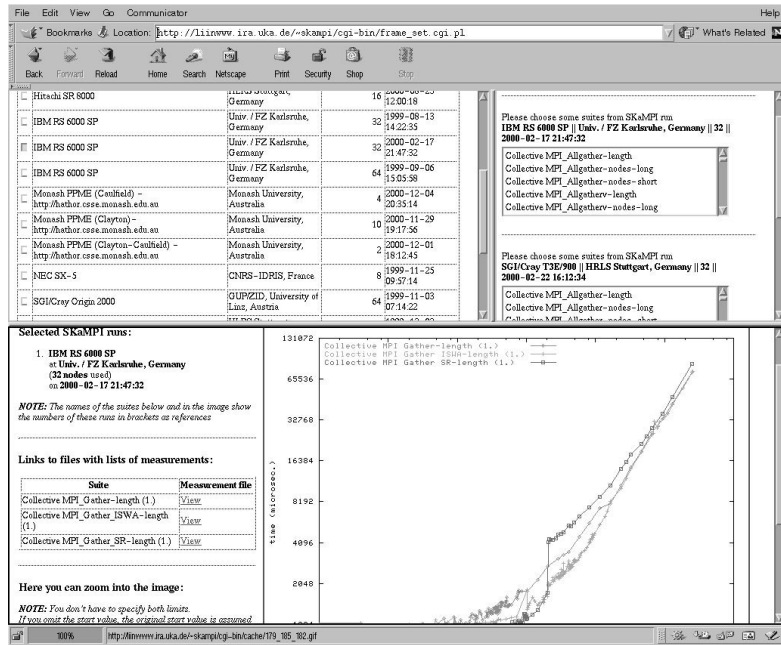 File Edit View Go Communicator Help
Bookmarks Location: http://liinwww.ira.uka.de/~skampi/cgi-bin/frame_set.cgi.pl What's Related
Back Forward Reload Home Search Netscape Print Security Shop Stop
Hitachi SR 8000 HLRS Stuttgart, Germany 16 12:00:18
IBM RS 6000 SP Univ. / FZ Karlsruhe, Germany 32 1999-08-13 14:22:35
IBM RS 6000 SP Univ. / FZ Karlsruhe, Germany 32 2000-02-17 21:47:32
IBM RS 6000 SP Univ. / FZ Karlsruhe, Germany 64 1999-09-06 15:05:58
Monash PPME (Caulfield) - http://hathor.csse.monash.edu.au Monash University, Australia 4 2000-12-04 20:35:14
Monash PPME (Clayton)- http://hathor.csse.monash.edu.au Monash University, Australia 10 2000-11-29 19:17:56
Monash PPME (Clayton-Caulfield) - http://hathor.csse.monash.edu.au Monash University, Australia 2 2000-12-01 18:12:45
NEC SX-5 CNRS-IDRIS, France 8 1999-11-25 09:57:14
SGI/Cray Origin 2000 GUP/ZID, University of Linz, Austria 64 1999-11-03 07:14:22
Please choose some suites from SKaMPI run
IBM RS 6000 SP || Univ. / FZ Karlsruhe, Germany || 32 ||
2000-02-17 21:47:32
Collective MPI_Allgather-length
Collective MPI_Allgather-nodes-long
Collective MPI_Allgather-nodes-short
Collective MPI_Allgatherv-length
Collective MPI_Allgatherv-nodes-long
Please choose some suites from SKaMPI run
SGI/Cray T3E/900 || HRLS Stuttgart, Germany || 32 ||
2000-02-22 16:12:34
Collective MPI_Allgather-length
Collective MPI_Allgather-nodes-long
Collective MPI_Allgather-nodes-short
Selected SKaMPI runs:
1. IBM RS 6000 SP
at Univ. / FZ Karlsruhe, Germany
(32 nodes used)
on 2000-02-17 21:47:32
NOTE: The names of the suites below and in the image show
the numbers of these runs in brackets as references
Links to files with lists of measurements:
Suite Measurement file
Collective MPI_Gather-length (1.) View
Collective MPI_Gather_ISWA-length (1.) View
Collective MPI_Gather_SR-length (1.) View
Here you can zoom into the image:
NOTE: You don't have to specify both limits.
If you omit the start value, the original start value is assumed
Collective MPI Gather-length (1.)
Collective MPI Gather ISWA-length (1.)
Collective MPI Gather SR-length (1.)
time (microsec.)
131072
65536
32768
16384
8192
4096
2048
100% http://liinwww.ira.uka.de/~skampi/cgi-bin/cache/179_185_182.gif